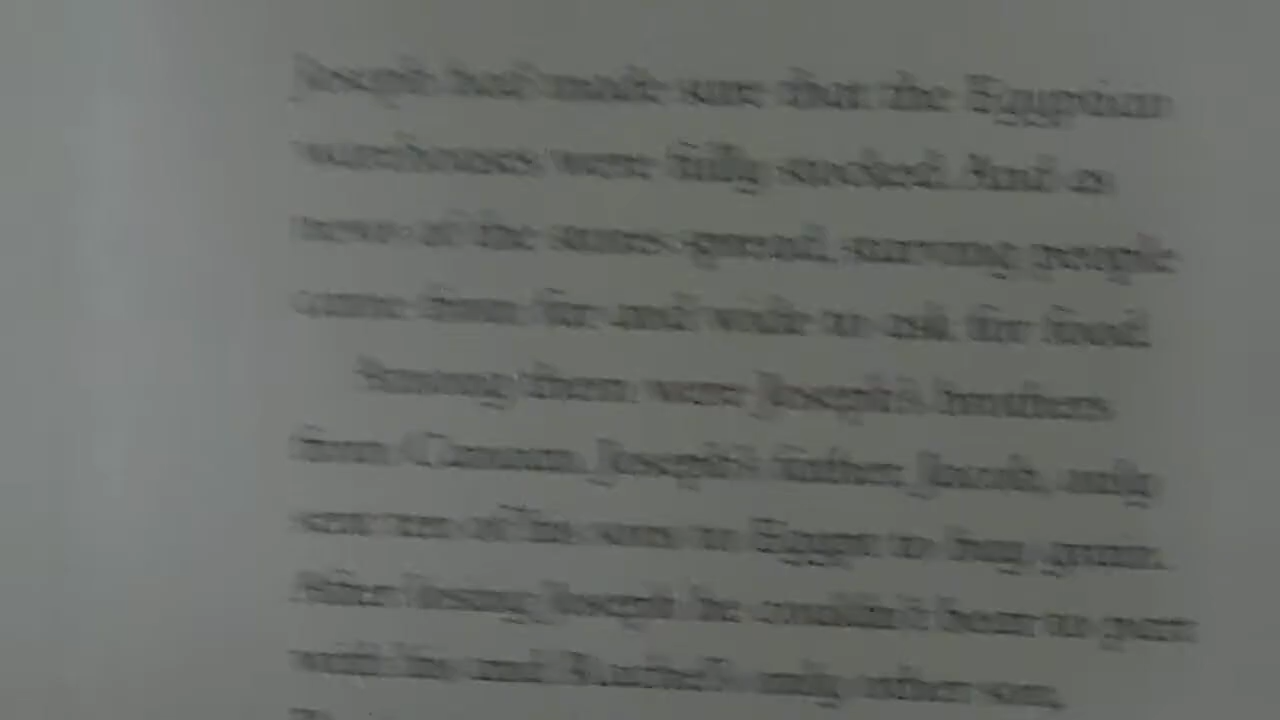 Joseph had made sure that the Egyptian
warehouses were fully stocked. And as
news of the stores spread, starving people
came from far and wide to ask for food.
Among them were Joseph's brothers
from Canaan. Joseph's father, Jacob, only
sent ten of his sons to Egypt to buy grain.
After losing Joseph he couldn't bear to part
with his and Rachel's only other son,